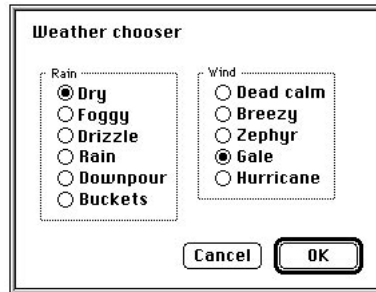 Weather chooser
Rain
Dry
Foggy
Drizzle
Rain
Downpour
Buckets
Wind
Dead calm
Breezy
Zephyr
Gale
Hurricane
Cancel
OK